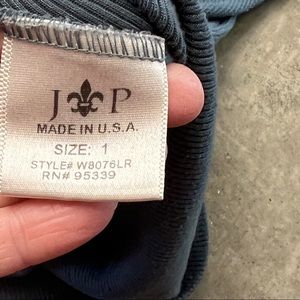 J P
MADE IN U.S.A.
SIZE: 1
STYLE# W8076LR
RN# 95339